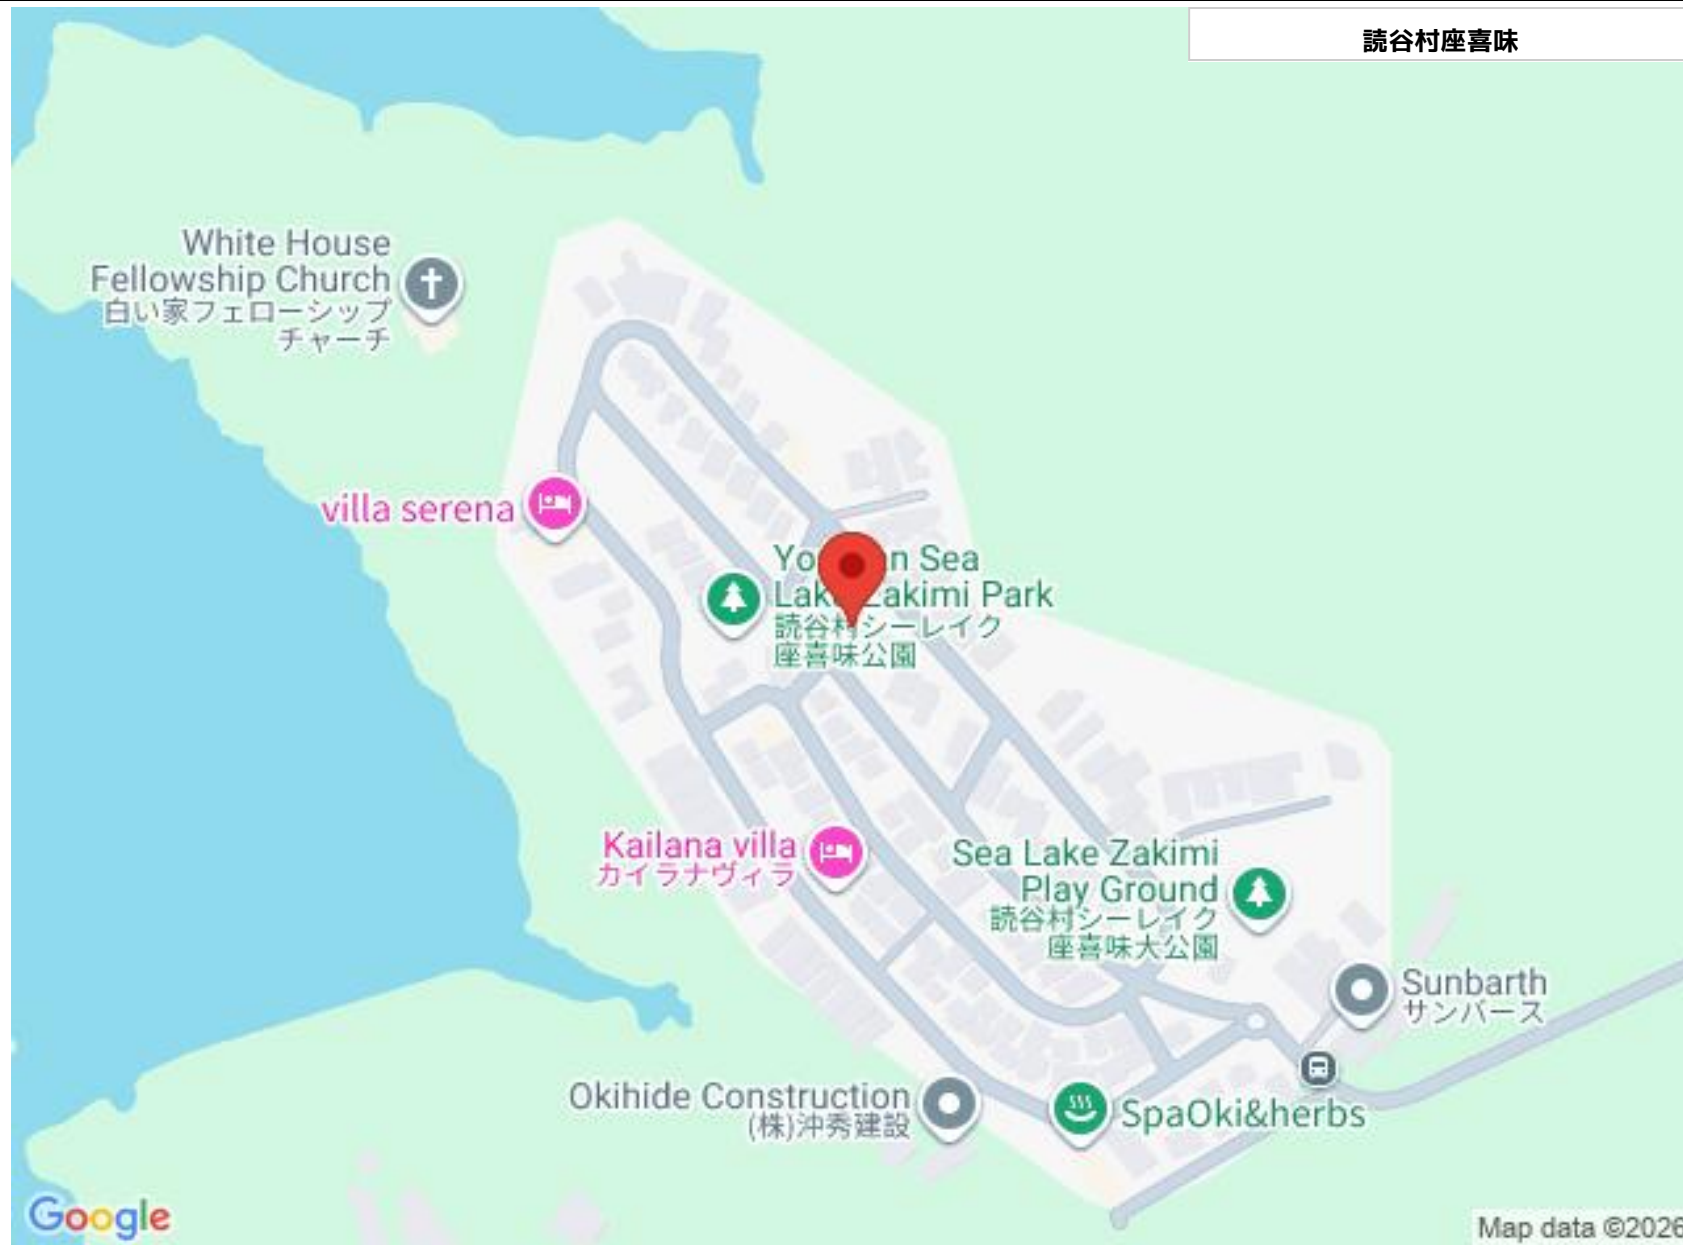 読谷村座喜味
White House
Fellowship Church
白い家フェローシップ
チャーチ
villa serena
Sea
Zakimi Park
読谷村シーレイク
座喜味公園
Kailana villa
カイラナヴィラ
Sea Lake Zakimi
Play Ground
読谷村シーレイク
座喜味大公園
Sunbarth
サンバース
Okihide Construction
(株)沖秀建設
SpaOki&herbs
Google
Map data ©2026